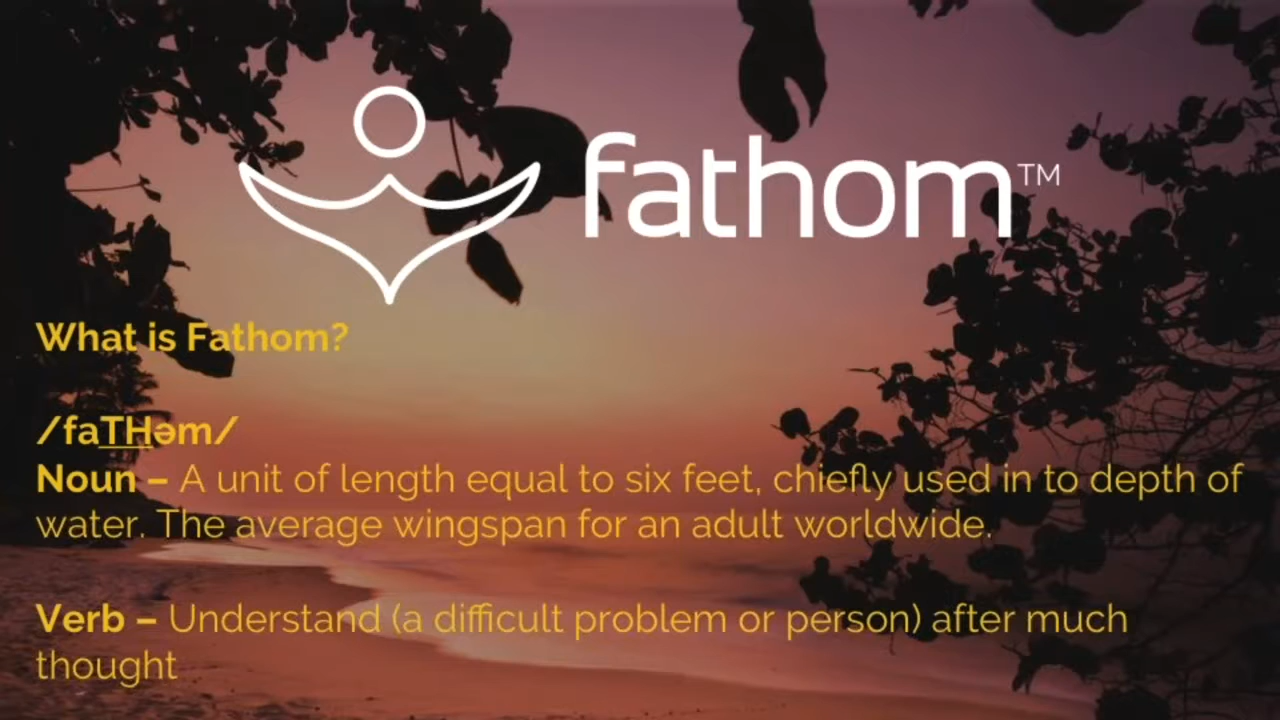 fathom™
What is Fathom?
/faTHəm/
Noun – A unit of length equal to six feet, chiefly used in to depth of
water. The average wingspan for an adult worldwide.
Verb – Understand (a difficult problem or person) after much
thought